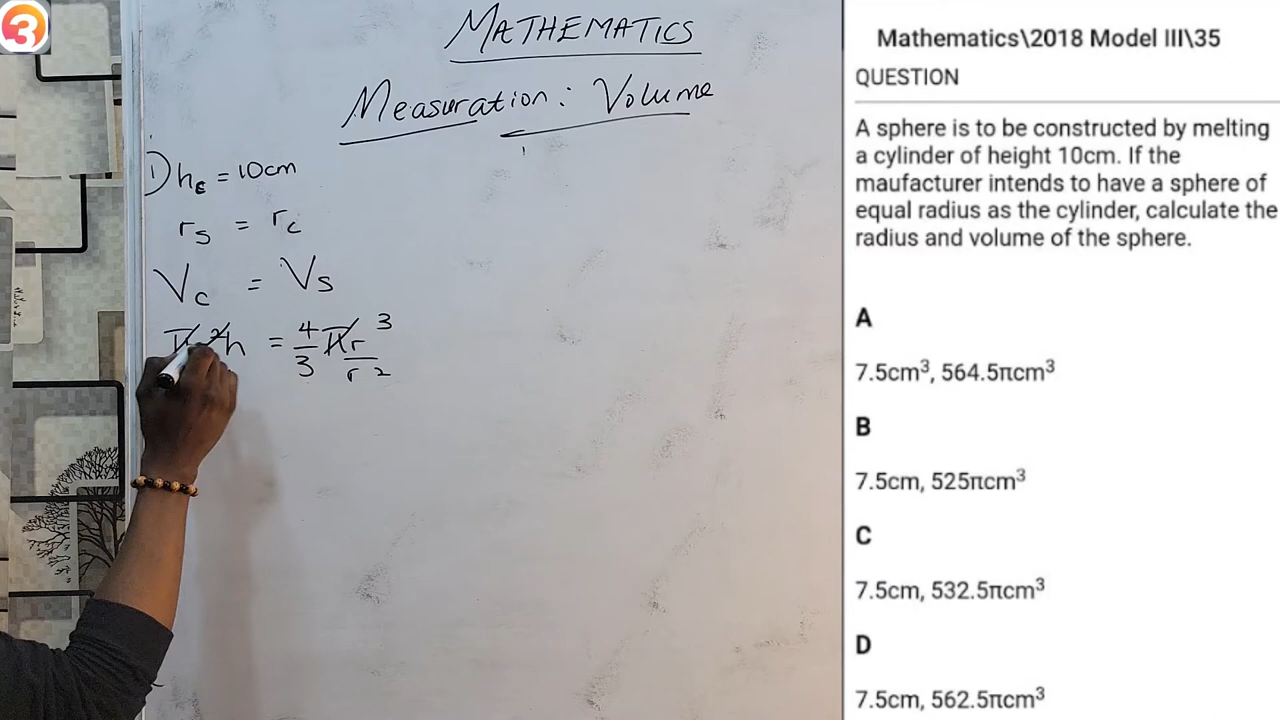 3
MATHEMATICS
Measuration: Volume
1) hc = 10cm
rs = rc
Vc = Vs
πr²h = 4/3 πr³/r²
Mathematics\2018 Model III\35
QUESTION
A sphere is to be constructed by melting
a cylinder of height 10cm. If the
maufacturer intends to have a sphere of
equal radius as the cylinder, calculate the
radius and volume of the sphere.
A
7.5cm³, 564.5πcm³
B
7.5cm, 525πcm³
C
7.5cm, 532.5πcm³
D
7.5cm, 562.5πcm³